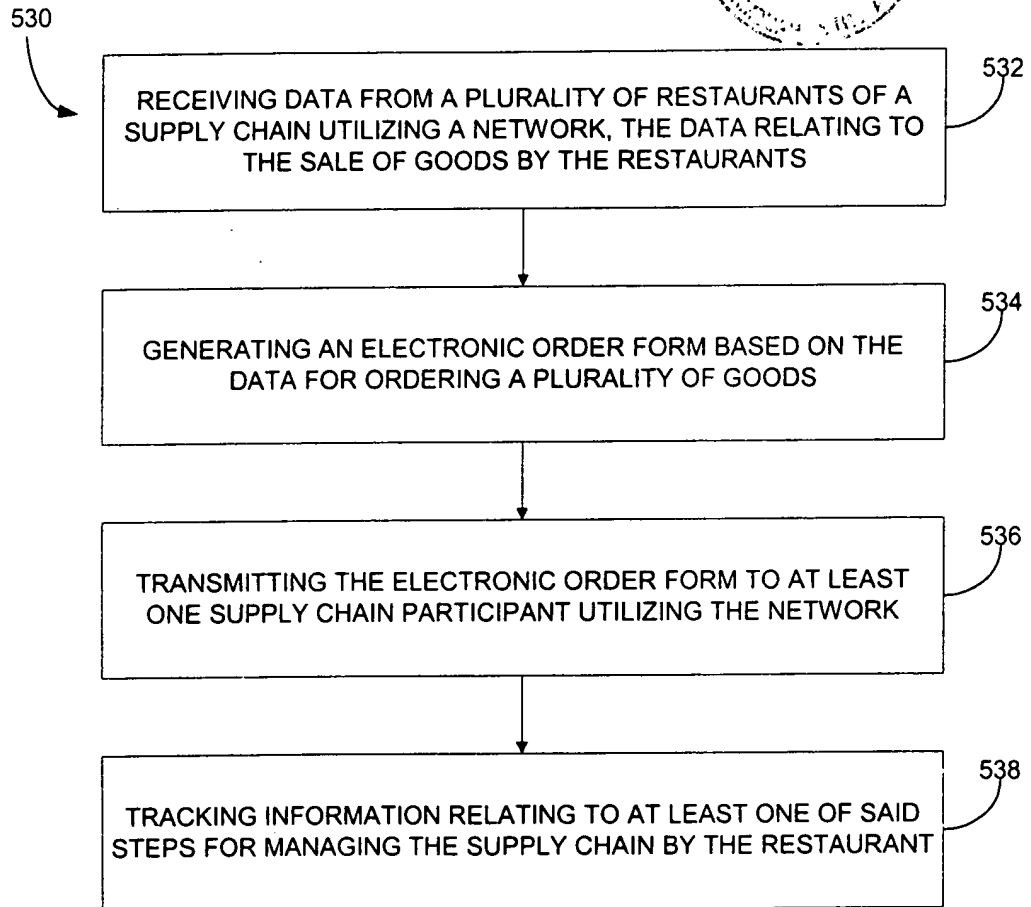 530
532
RECEIVING DATA FROM A PLURALITY OF RESTAURANTS OF A
SUPPLY CHAIN UTILIZING A NETWORK, THE DATA RELATING TO
THE SALE OF GOODS BY THE RESTAURANTS
534
GENERATING AN ELECTRONIC ORDER FORM BASED ON THE
DATA FOR ORDERING A PLURALITY OF GOODS
536
TRANSMITTING THE ELECTRONIC ORDER FORM TO AT LEAST
ONE SUPPLY CHAIN PARTICIPANT UTILIZING THE NETWORK
538
TRACKING INFORMATION RELATING TO AT LEAST ONE OF SAID
STEPS FOR MANAGING THE SUPPLY CHAIN BY THE RESTAURANT